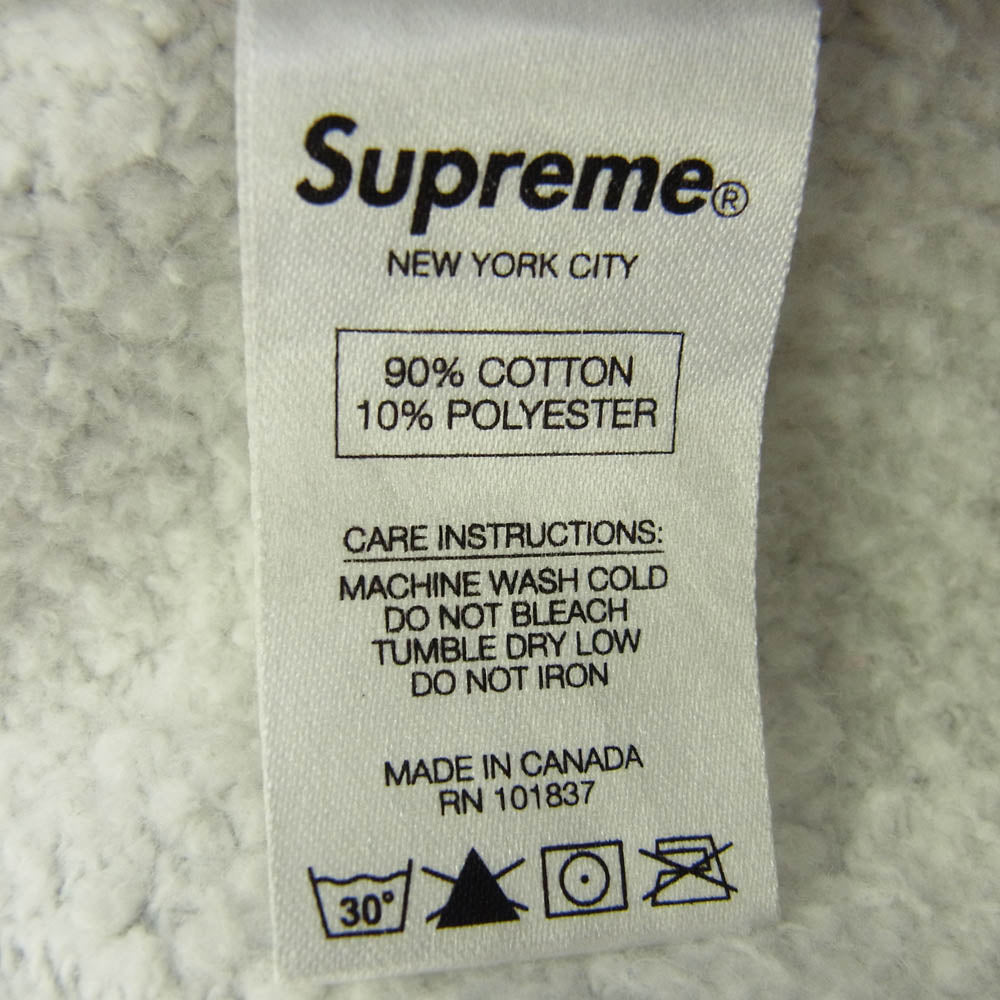 Supreme®
NEW YORK CITY
90% COTTON
10% POLYESTER
CARE INSTRUCTIONS:
MACHINE WASH COLD
DO NOT BLEACH
TUMBLE DRY LOW
DO NOT IRON
MADE IN CANADA
RN 101837
30°